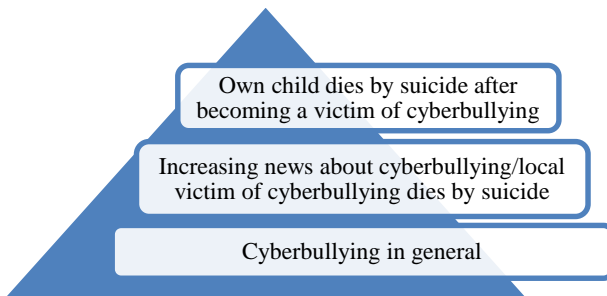 Own child dies by suicide after
becoming a victim of cyberbullying
Increasing news about cyberbullying/local
victim of cyberbullying dies by suicide
Cyberbullying in general